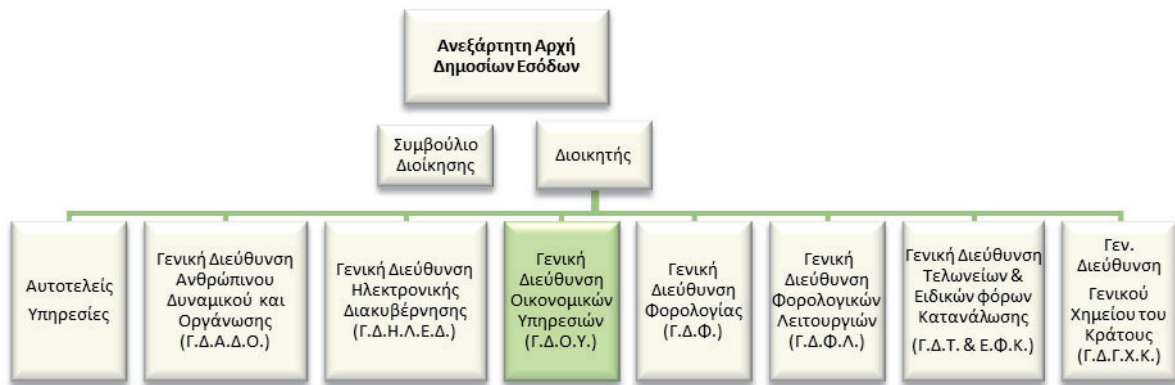 Ανεξάρτητη Αρχή
Δημοσίων Εσόδων
Συμβούλιο
Διοίκησης
Διοικητής
Αυτοτελείς
Υπηρεσίες
Γενική Διεύθυνση
Ανθρώπινου
Δυναμικού και
Οργάνωσης
(Γ.Δ.Α.Δ.Ο.)
Γενική Διεύθυνση
Ηλεκτρονικής
Διακυβέρνησης
(Γ.Δ.Η.Λ.Ε.Δ.)
Γενική
Διεύθυνση
Οικονομικών
Υπηρεσιών
(Γ.Δ.Ο.Υ.)
Γενική
Διεύθυνση
Φορολογίας
(Γ.Δ.Φ.)
Γενική
Διεύθυνση
Φορολογικών
Λειτουργιών
(Γ.Δ.Φ.Λ.)
Γενική Διεύθυνση
Τελωνείων &
Ειδικών φόρων
Κατανάλωσης
(Γ.Δ.Τ. & Ε.Φ.Κ.)
Γεν.
Διεύθυνση
Γενικού
Χημείου του
Κράτους
(Γ.Δ.Γ.Χ.Κ.)